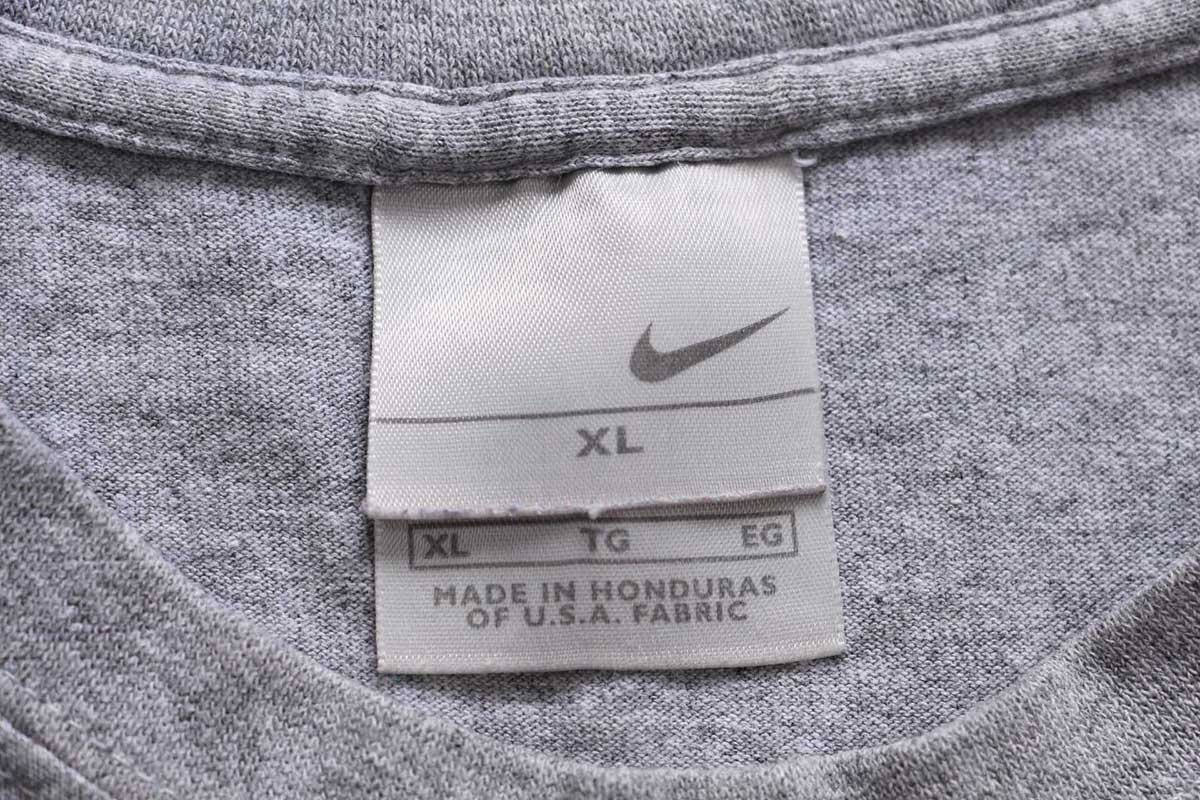 XL
XL TG EG
MADE IN HONDURAS
OF U.S.A. FABRIC